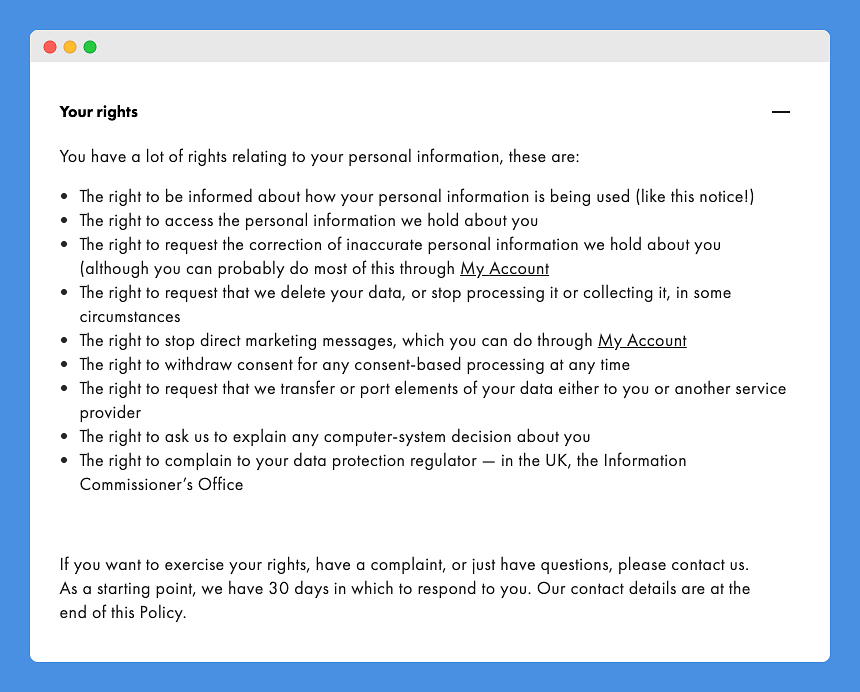 Your rights
You have a lot of rights relating to your personal information, these are:
• The right to be informed about how your personal information is being used (like this notice!)
• The right to access the personal information we hold about you
• The right to request the correction of inaccurate personal information we hold about you
(although you can probably do most of this through My Account
• The right to request that we delete your data, or stop processing it or collecting it, in some
circumstances
• The right to stop direct marketing messages, which you can do through My Account
• The right to withdraw consent for any consent-based processing at any time
• The right to request that we transfer or port elements of your data either to you or another service
provider
• The right to ask us to explain any computer-system decision about you
• The right to complain to your data protection regulator — in the UK, the Information
Commissioner’s Office
If you want to exercise your rights, have a complaint, or just have questions, please contact us.
As a starting point, we have 30 days in which to respond to you. Our contact details are at the
end of this Policy.